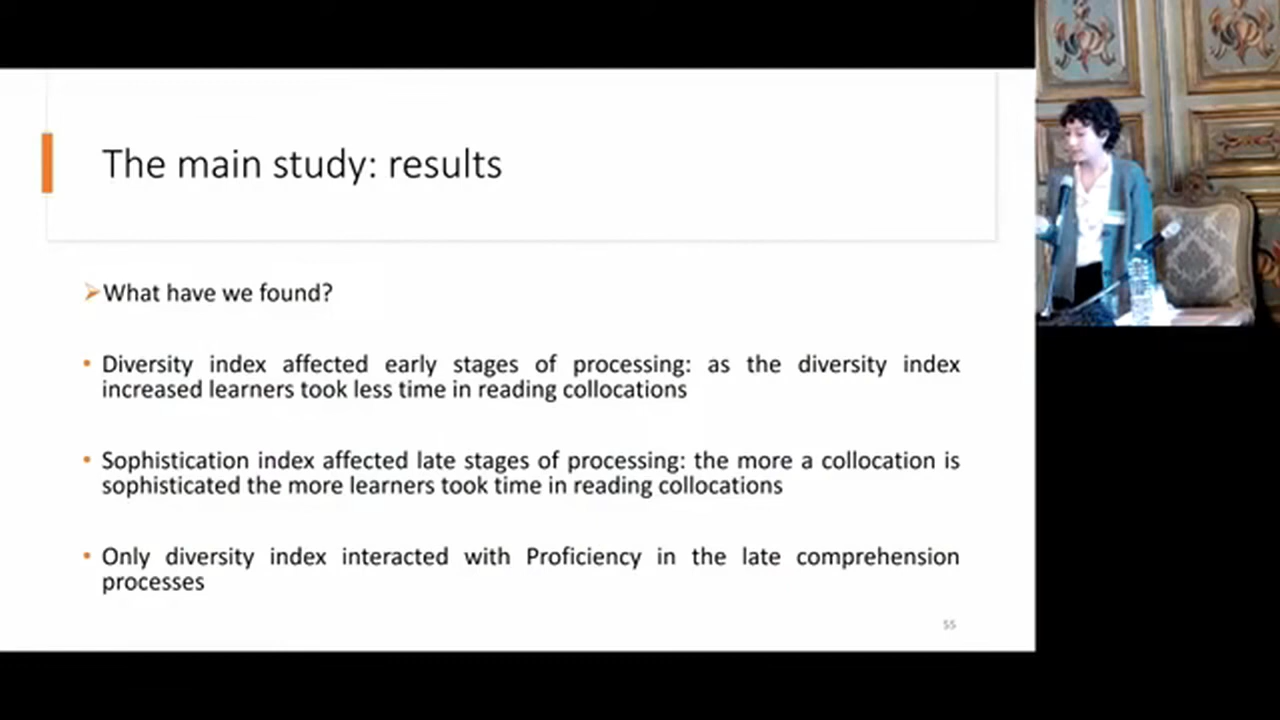 The main study: results
What have we found?
Diversity index affected early stages of processing: as the diversity index
increased learners took less time in reading collocations
Sophistication index affected late stages of processing: the more a collocation is
sophisticated the more learners took time in reading collocations
Only diversity index interacted with Proficiency in the late comprehension
processes
55